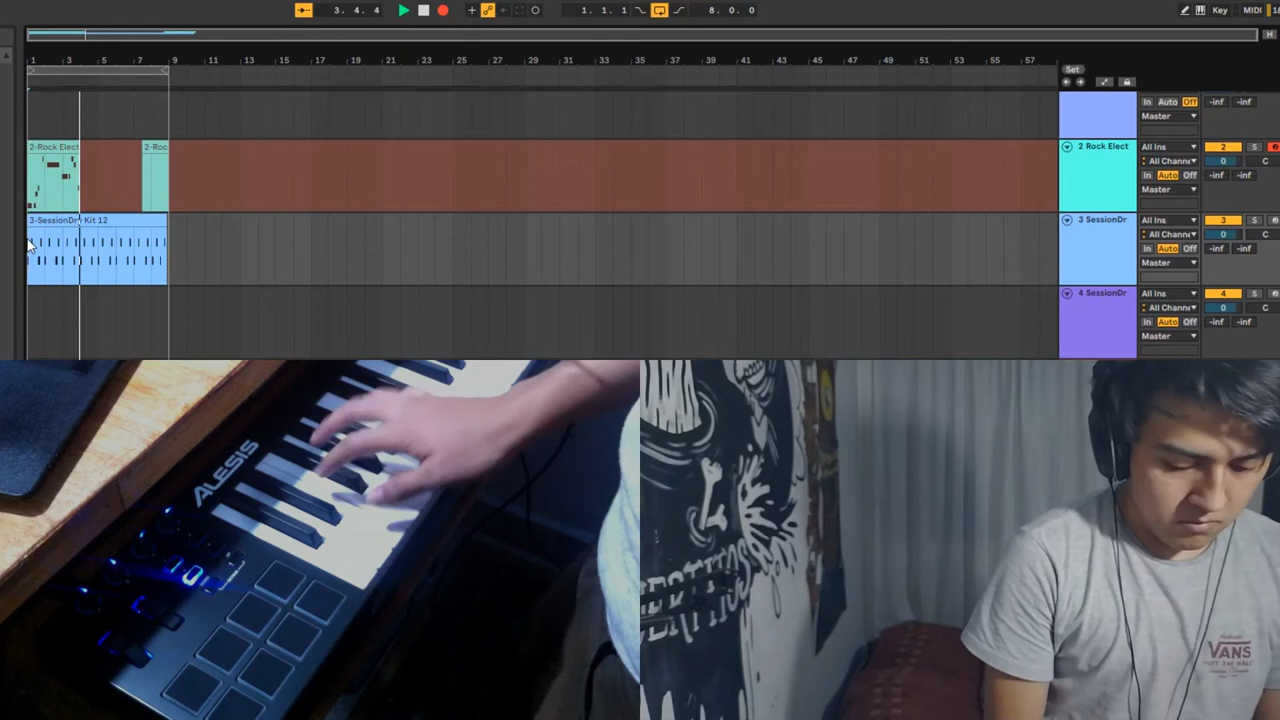 3. 4. 4
1. 1. 1
8. 0. 0
Key
MIDI
H
1 3 5 7 9 11 13 15 17 19 21 23 25 27 29 31 33 35 37 39 41 43 45 47 49 51 53 55 57
Set
In Auto Off -inf -inf
Master
2-Rock Elect
2-Roc
2 Rock Elect
All Ins
2
S
All Channe
0
C
In Auto Off
-inf -inf
Master
3-SessionDry Kit 12
3 SessionDr
All Ins
3
S
All Channe
0
C
In Auto Off
-inf -inf
Master
4 SessionDr
All Ins
4
S
All Channe
0
C
In Auto Off
-inf -inf
Master
ALESIS
VANS
"OFF THE WALL"